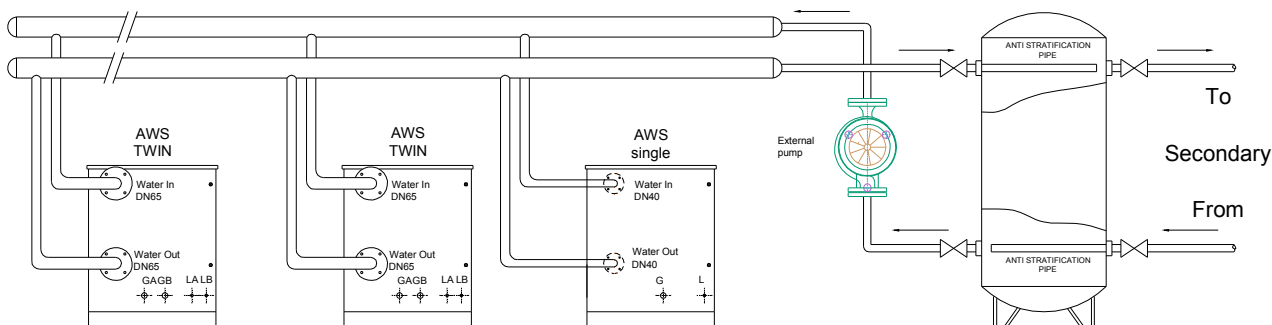 ANTI STRATIFICATION
PIPE
To
Secondary
From
ANTI STRATIFICATION
PIPE
External
pump
AWS
TWIN
Water In
DN65
Water Out
DN65
GAGB LA LB
AWS
TWIN
Water In
DN65
Water Out
DN65
GAGB LA LB
AWS
single
Water In
DN40
Water Out
DN40
G L